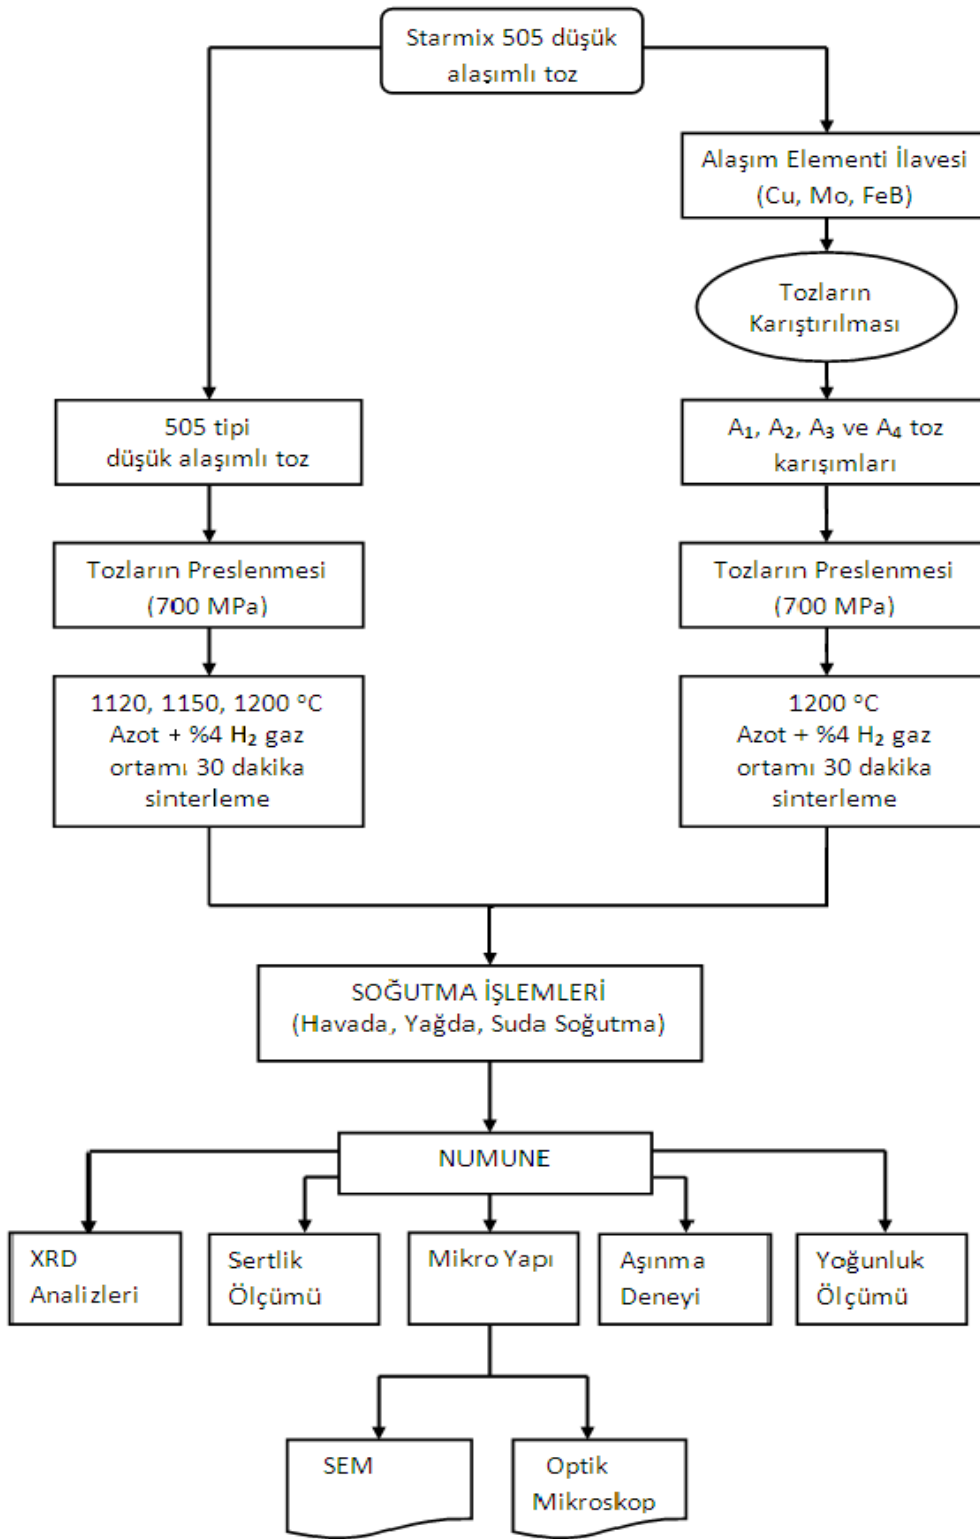 Starmix 505 düşük
alaşımlı toz
Alaşım Elementi İlavesi
(Cu, Mo, FeB)
Tozların
Karıştırılması
505 tipi
düşük alaşımlı toz
A₁, A₂, A₃ ve A₄ toz
karışımları
Tozların Preslenmesi
(700 MPa)
Tozların Preslenmesi
(700 MPa)
1120, 1150, 1200 °C
Azot + %4 H₂ gaz
ortamı 30 dakika
sinterleme
1200 °C
Azot + %4 H₂ gaz
ortamı 30 dakika
sinterleme
SOĞUTMA İŞLEMLERİ
(Havada, Yağda, Suda Soğutma)
NUMUNE
XRD
Analizleri
Sertlik
Ölçümü
Mikro Yapı
Aşınma
Deneyi
Yoğunluk
Ölçümü
SEM
Optik
Mikroskop